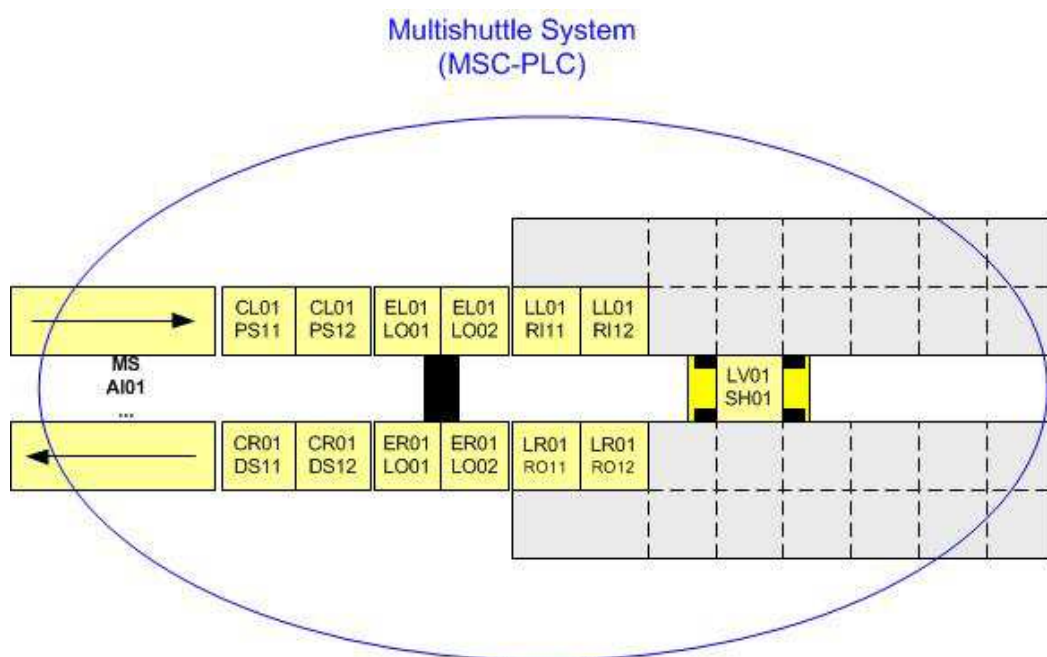 Multishuttle System
(MSC-PLC)
CL01 CL01 EL01 EL01 LL01 LL01
PS11 PS12 LO01 LO02 RI11 RI12
MS
AI01
...
LV01
SH01
CR01 CR01 ER01 ER01 LR01 LR01
DS11 DS12 LO01 LO02 RO11 RO12